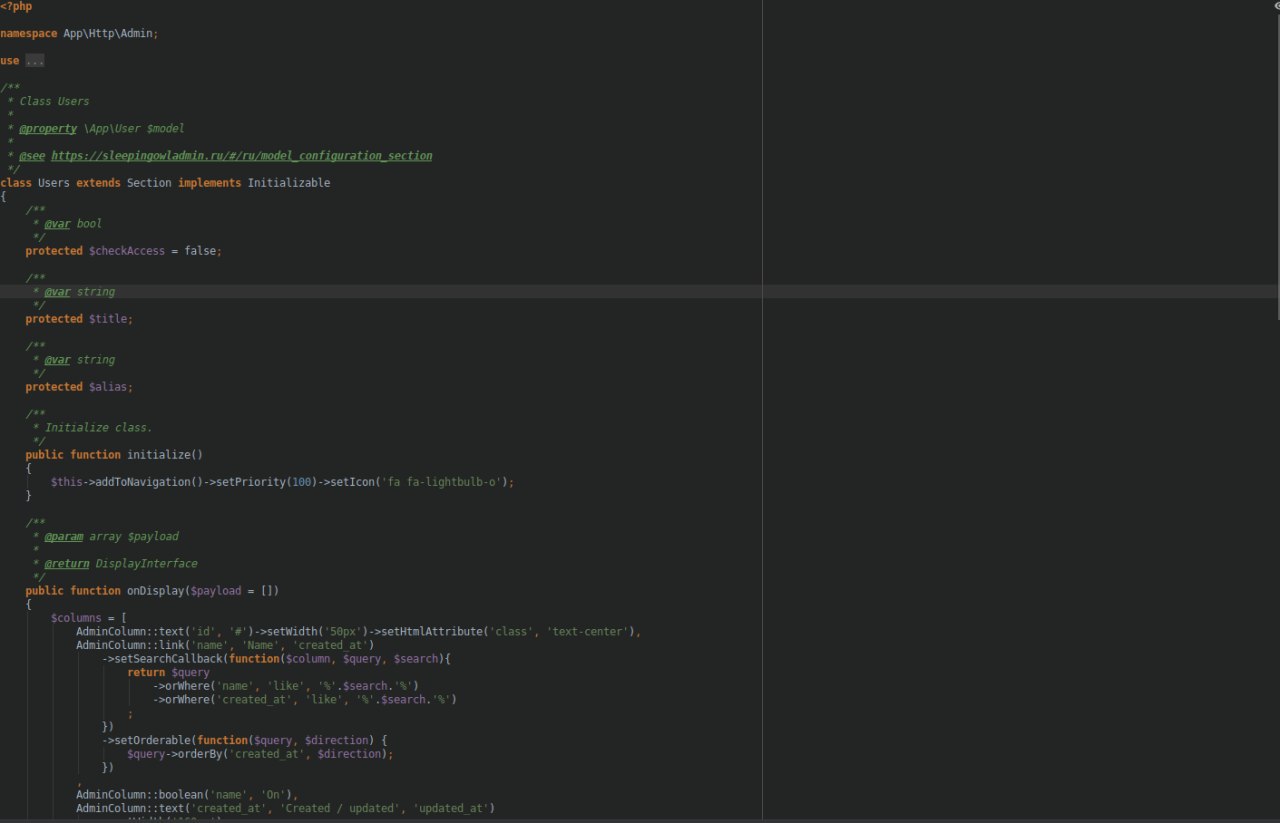 <?php
namespace App\Http\Admin;
use ...
/**
 * Class Users
 *
 * @property \App\User $model
 *
 * @see https://sleepingowladmin.ru/#/ru/model_configuration_section
 */
class Users extends Section implements Initializable
{
    /**
     * @var bool
     */
    protected $checkAccess = false;
    /**
     * @var string
     */
    protected $title;
    /**
     * @var string
     */
    protected $alias;
    /**
     * Initialize class.
     */
    public function initialize()
    {
        $this->addToNavigation()->setPriority(100)->setIcon('fa fa-lightbulb-o');
    }
    /**
     * @param array $payload
     *
     * @return DisplayInterface
     */
    public function onDisplay($payload = [])
    {
        $columns = [
            AdminColumn::text('id', '#')->setWidth('50px')->setHtmlAttribute('class', 'text-center'),
            AdminColumn::link('name', 'Name', 'created_at')
                ->setSearchCallback(function($column, $query, $search){
                    return $query
                        ->orWhere('name', 'like', '%'.$search.'%')
                        ->orWhere('created_at', 'like', '%'.$search.'%')
                    ;
                })
                ->setOrderable(function($query, $direction) {
                    $query->orderBy('created_at', $direction);
                })
            ,
            AdminColumn::boolean('name', 'On'),
            AdminColumn::text('created_at', 'Created / updated', 'updated_at')